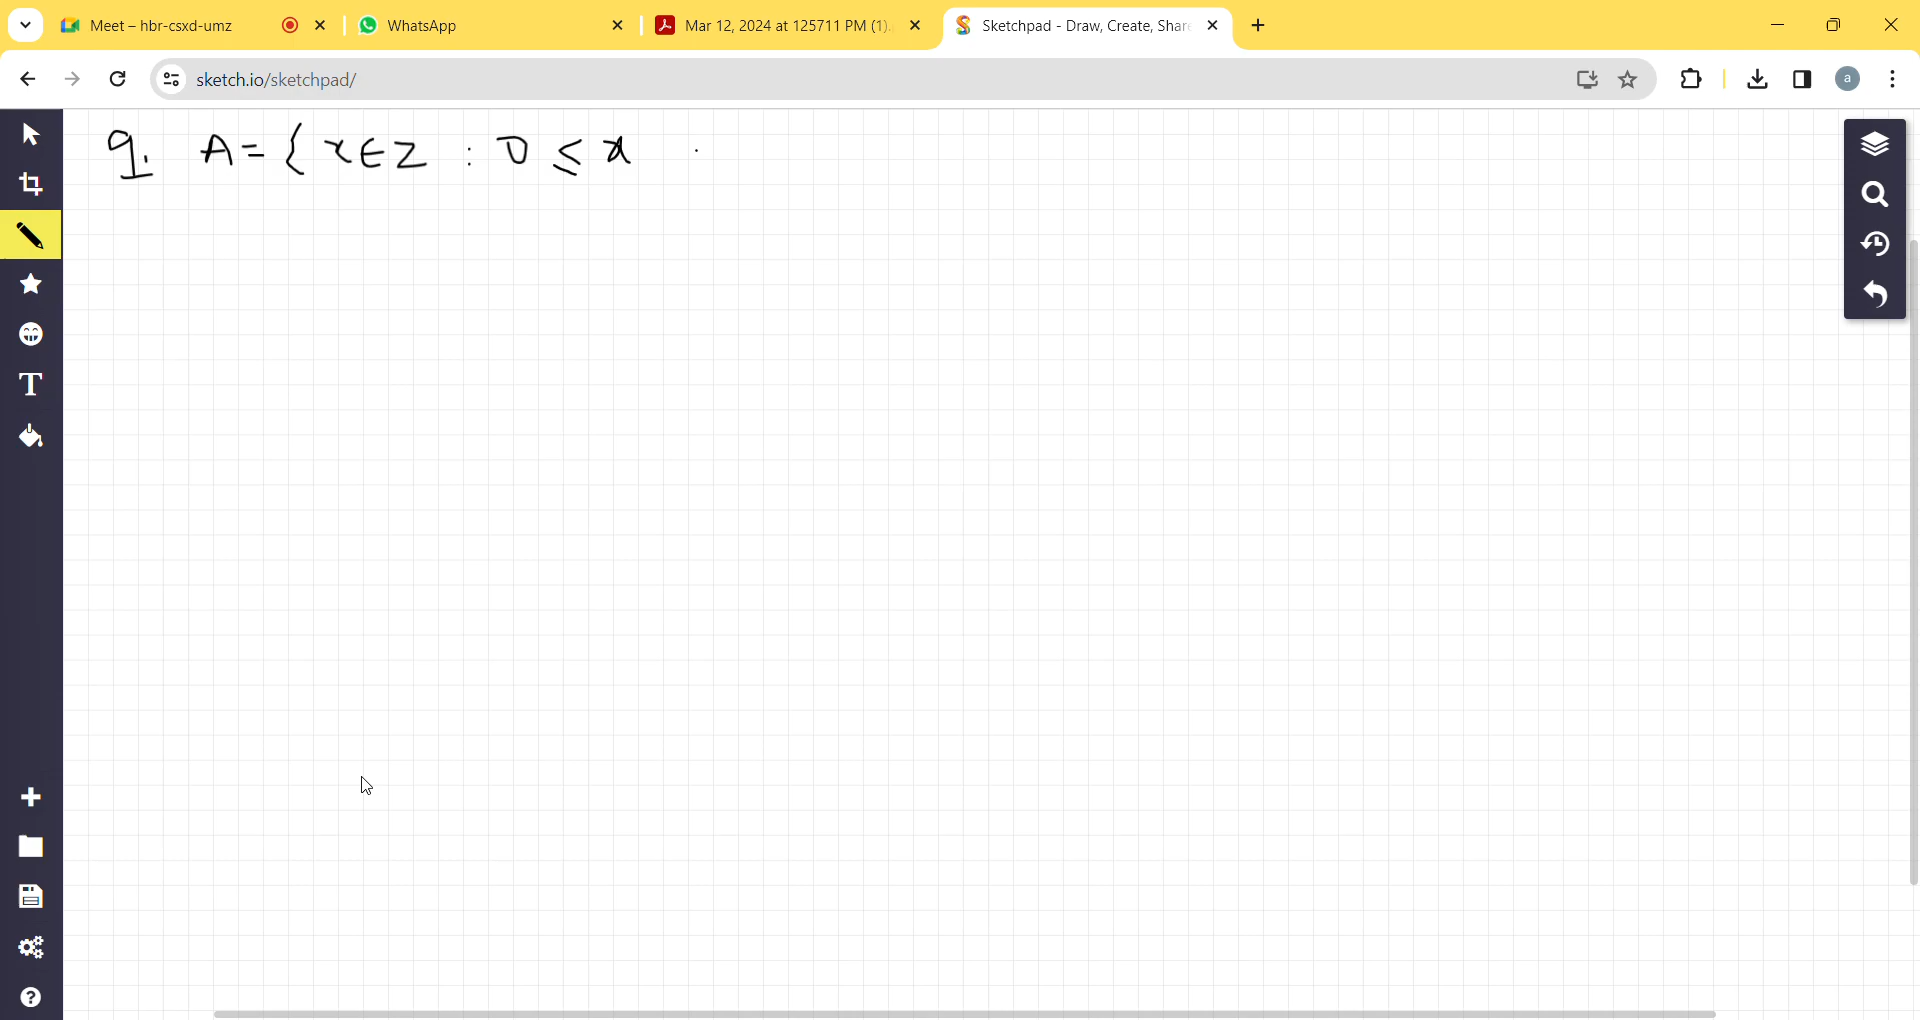 Meet – hbr-csxd-umz
WhatsApp
Mar 12, 2024 at 125711 PM (1).
Sketchpad - Draw, Create, Share
sketch.io/sketchpad/
a
9. A = { x ∈ Z : 0 ≤ x
T